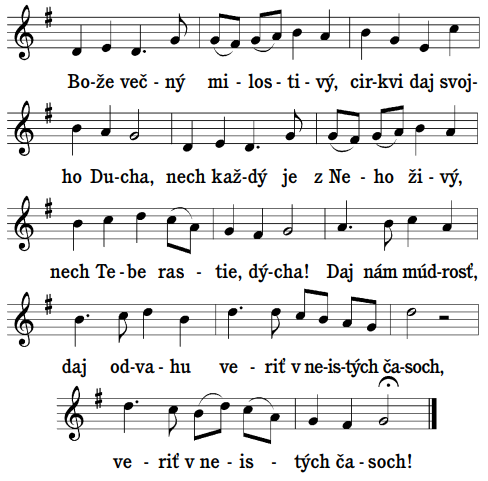 Bo-že več - ný mi - los - ti - vý, cir-kvi daj svoj-
ho Du-cha, nech kaž-dý je z Ne - ho ži - vý,
nech Te - be ras - tie, dý-cha! Daj nám múd-rosť,
daj od-va-hu ve - riť v ne-is-tých ča-soch,
ve - riť v ne - is - tých ča - soch!